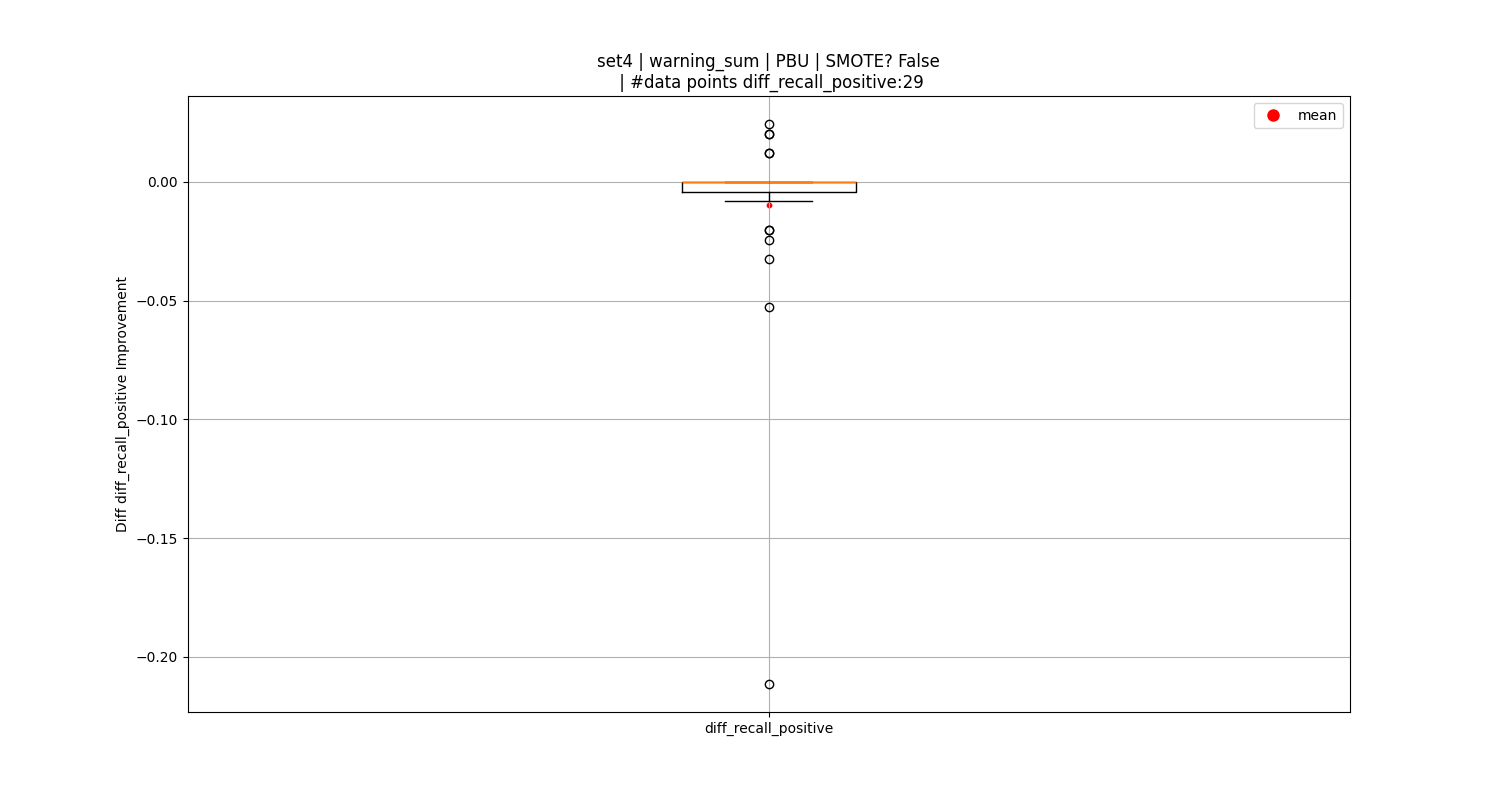 set4 | warning_sum | PBU | SMOTE? False
| #data points diff_recall_positive:29
mean
0.00
−0.05
−0.10
−0.15
−0.20
Diff diff_recall_positive Improvement
diff_recall_positive